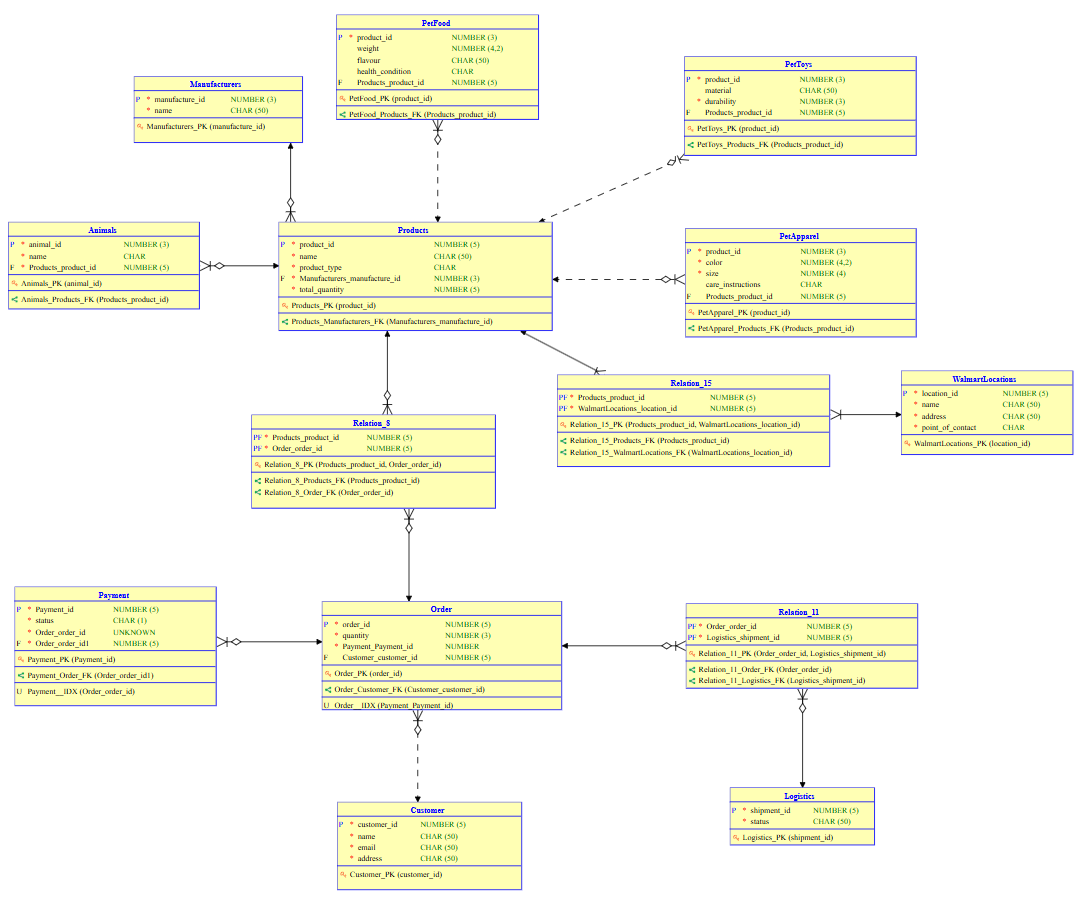 PetFood
P * product_id NUMBER (3)
weight NUMBER (4,2)
flavour CHAR (50)
health_condition CHAR
F Products_product_id NUMBER (5)
PetFood_PK (product_id)
PetFood_Products_FK (Products_product_id)
PetToys
P * product_id NUMBER (3)
material CHAR (50)
* durability NUMBER (3)
F Products_product_id NUMBER (5)
PetToys_PK (product_id)
PetToys_Products_FK (Products_product_id)
Manufacturers
P * manufacture_id NUMBER (3)
* name CHAR (50)
Manufacturers_PK (manufacture_id)
Animals
P * animal_id NUMBER (3)
* name CHAR
F * Products_product_id NUMBER (5)
Animals_PK (animal_id)
Animals_Products_FK (Products_product_id)
Products
P * product_id NUMBER (5)
* name CHAR (50)
* product_type CHAR
F * Manufacturers_manufacture_id NUMBER (3)
* total_quantity NUMBER (5)
Products_PK (product_id)
Products_Manufacturers_FK (Manufacturers_manufacture_id)
PetApparel
P * product_id NUMBER (3)
* color NUMBER (4,2)
* size NUMBER (4)
care_instructions CHAR
F Products_product_id NUMBER (5)
PetApparel_PK (product_id)
PetApparel_Products_FK (Products_product_id)
Relation_15
PF * Products_product_id NUMBER (5)
PF * WalmartLocations_location_id NUMBER (5)
Relation_15_PK (Products_product_id, WalmartLocations_location_id)
Relation_15_Products_FK (Products_product_id)
Relation_15_WalmartLocations_FK (WalmartLocations_location_id)
WalmartLocations
P * location_id NUMBER (5)
* name CHAR (50)
* address CHAR (50)
* point_of_contact CHAR
WalmartLocations_PK (location_id)
Relation_8
PF * Products_product_id NUMBER (5)
PF * Order_order_id NUMBER (5)
Relation_8_PK (Products_product_id, Order_order_id)
Relation_8_Products_FK (Products_product_id)
Relation_8_Order_FK (Order_order_id)
Payment
P * Payment_id NUMBER (5)
* status CHAR (1)
* Order_order_id UNKNOWN
F * Order_order_id1 NUMBER (5)
Payment_PK (Payment_id)
Payment_Order_FK (Order_order_id1)
U Payment__IDX (Order_order_id)
Order
P * order_id NUMBER (5)
* quantity NUMBER (3)
* Payment_Payment_id NUMBER
F Customer_customer_id NUMBER (5)
Order_PK (order_id)
Order_Customer_FK (Customer_customer_id)
U Order__IDX (Payment_Payment_id)
Relation_11
PF * Order_order_id NUMBER (5)
PF * Logistics_shipment_id NUMBER (5)
Relation_11_PK (Order_order_id, Logistics_shipment_id)
Relation_11_Order_FK (Order_order_id)
Relation_11_Logistics_FK (Logistics_shipment_id)
Customer
P * customer_id NUMBER (5)
* name CHAR (50)
* email CHAR (50)
* address CHAR (50)
Customer_PK (customer_id)
Logistics
P * shipment_id NUMBER (5)
* status CHAR (50)
Logistics_PK (shipment_id)